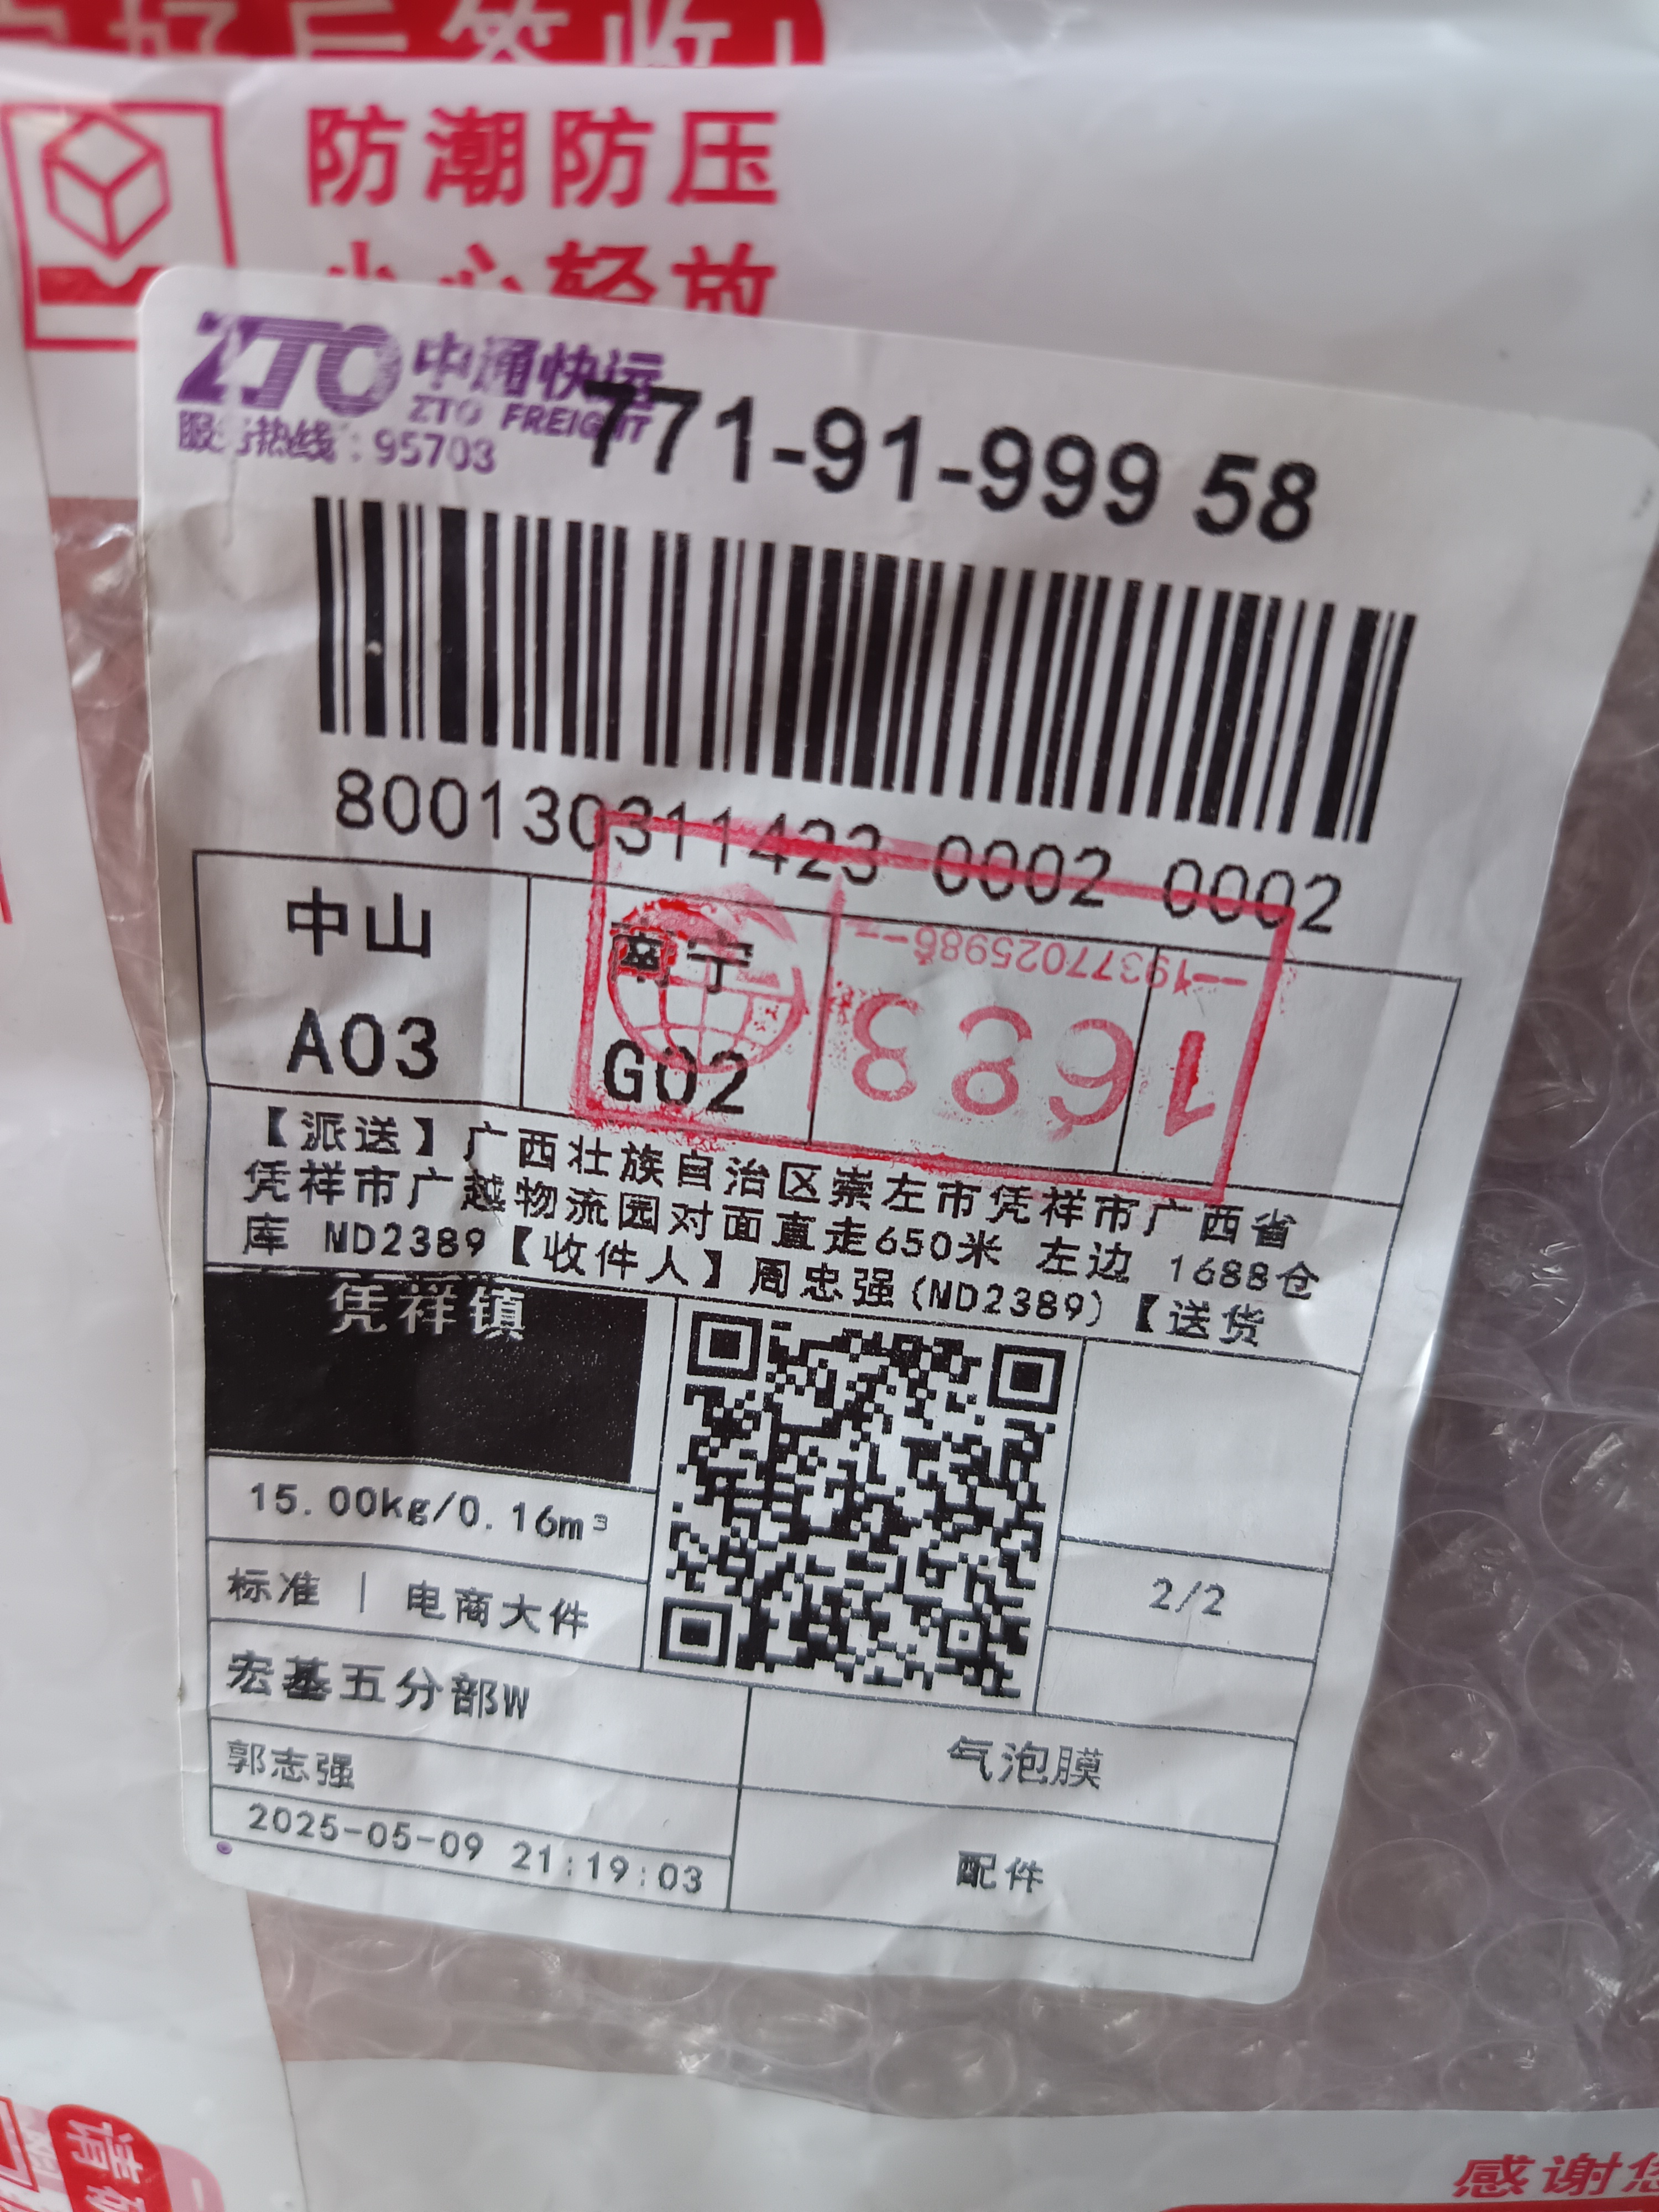 防潮防压
小心轻放
ZTO 中通快运
ZTO FREIGHT
服务热线：95703
771-91-999 58
800130311423 0002 0002
中山
南宁
A03
G02
--19377025986--
1688
【派送】广西壮族自治区崇左市凭祥市广西省
凭祥市广越物流园对面直走650米 左边 1688仓
库 ND2389【收件人】周忠强(ND2389)【送货
凭祥镇
15.00kg/0.16m³
2/2
标准 | 电商大件
宏基五分部W
气泡膜
郭志强
配件
2025-05-09 21:19:03
感谢您